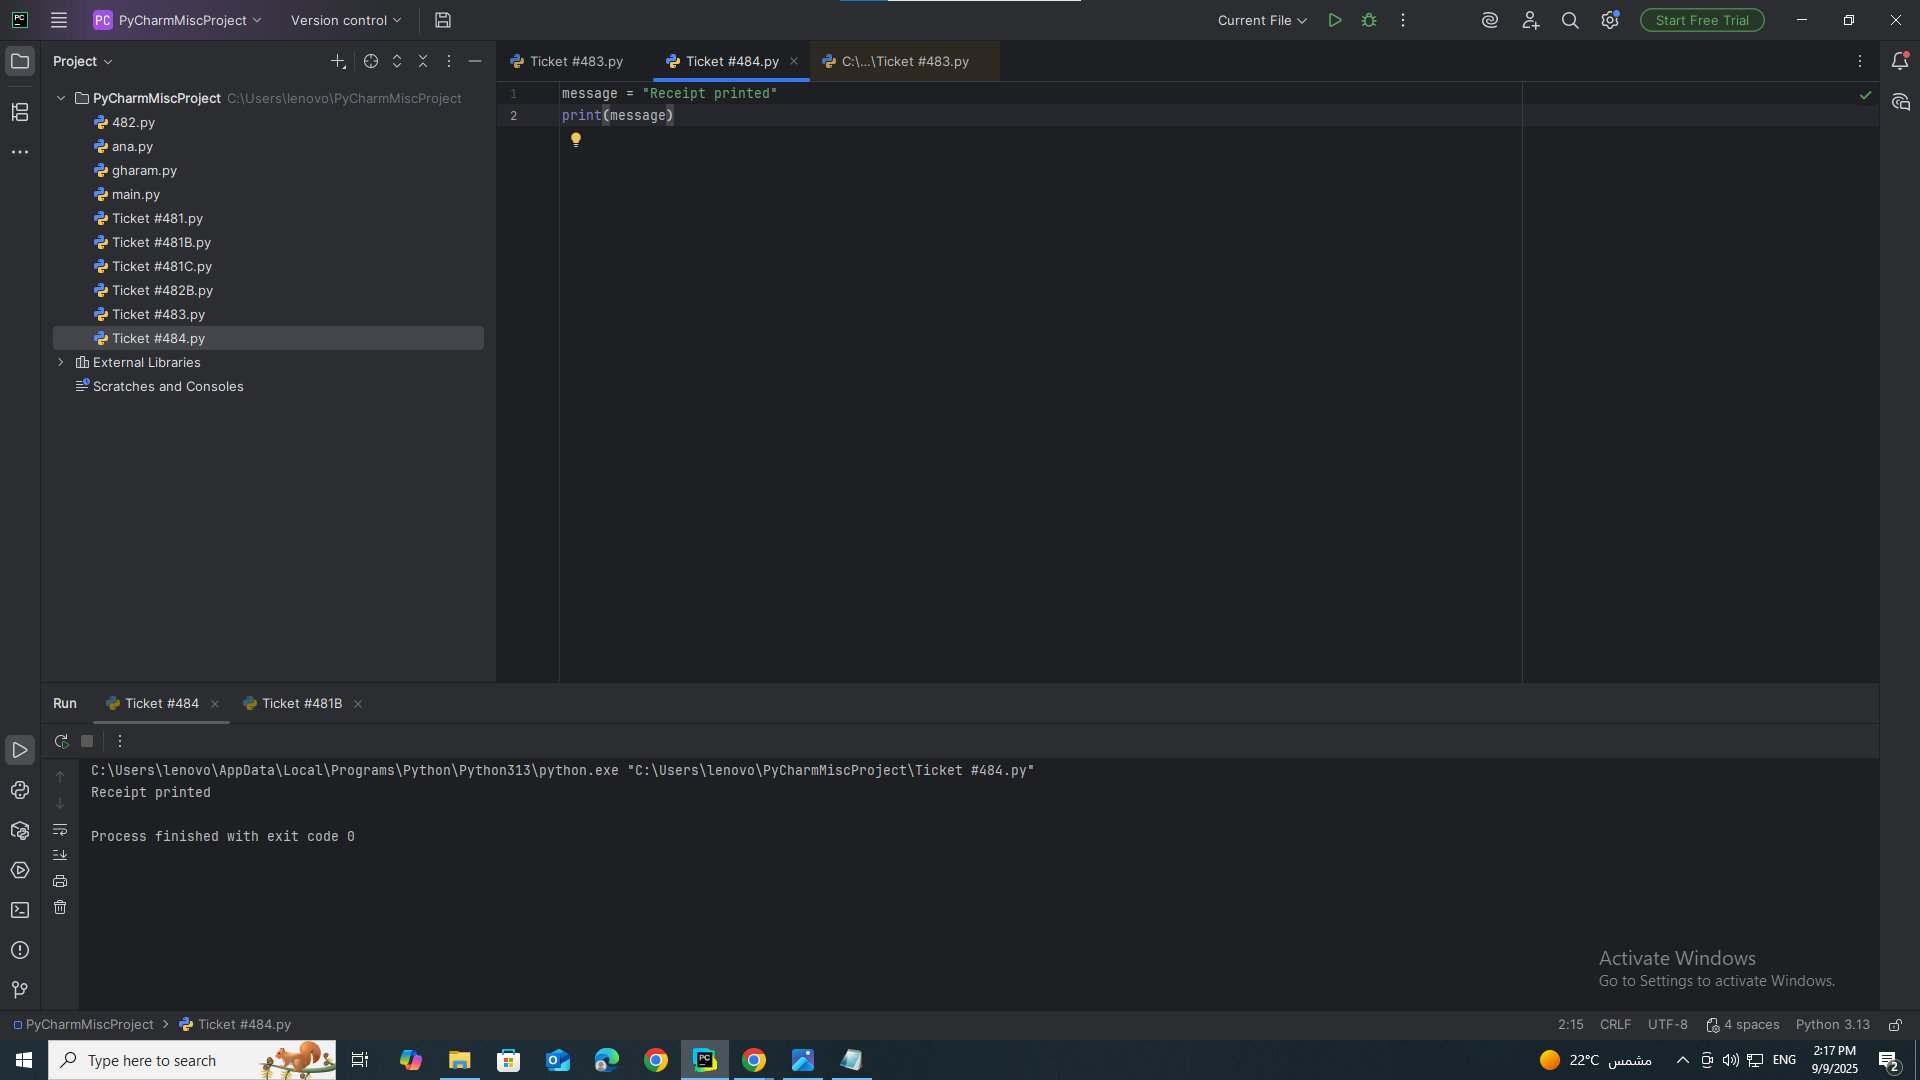 PC PyCharmMiscProject Version control Current File Start Free Trial
Project
Ticket #483.py Ticket #484.py C:\...\Ticket #483.py
PyCharmMiscProject C:\Users\lenovo\PyCharmMiscProject
482.py
ana.py
gharam.py
main.py
Ticket #481.py
Ticket #481B.py
Ticket #481C.py
Ticket #482B.py
Ticket #483.py
Ticket #484.py
External Libraries
Scratches and Consoles
1 message = "Receipt printed"
2 print(message)
Run Ticket #484 Ticket #481B
C:\Users\lenovo\AppData\Local\Programs\Python\Python313\python.exe "C:\Users\lenovo\PyCharmMiscProject\Ticket #484.py"
Receipt printed
Process finished with exit code 0
Activate Windows
Go to Settings to activate Windows.
PyCharmMiscProject Ticket #484.py 2:15 CRLF UTF-8 4 spaces Python 3.13
Type here to search PC 22°C مشمس ENG 2:17 PM
9/9/2025 2